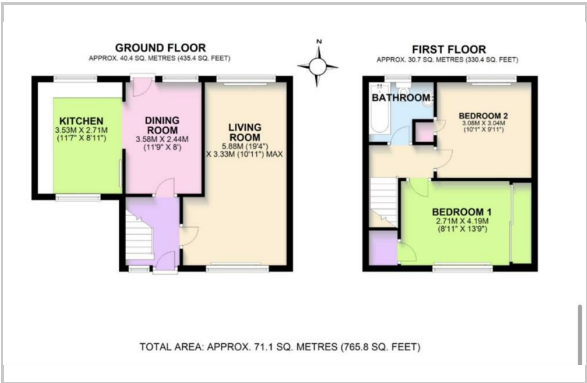 GROUND FLOOR
APPROX. 40.4 SQ. METRES (435.4 SQ. FEET)
N
KITCHEN
3.53M X 2.71M
(11'7" X 8'11")
DINING
ROOM
3.58M X 2.44M
(11'9" X 8')
LIVING
ROOM
5.88M (19'4")
X 3.33M (10'11") MAX
FIRST FLOOR
APPROX. 30.7 SQ. METRES (330.4 SQ. FEET)
BATHROOM
BEDROOM 2
3.08M X 3.04M
(10'1" X 9'11")
BEDROOM 1
2.71M X 4.19M
(8'11" X 13'9")
TOTAL AREA: APPROX. 71.1 SQ. METRES (765.8 SQ. FEET)